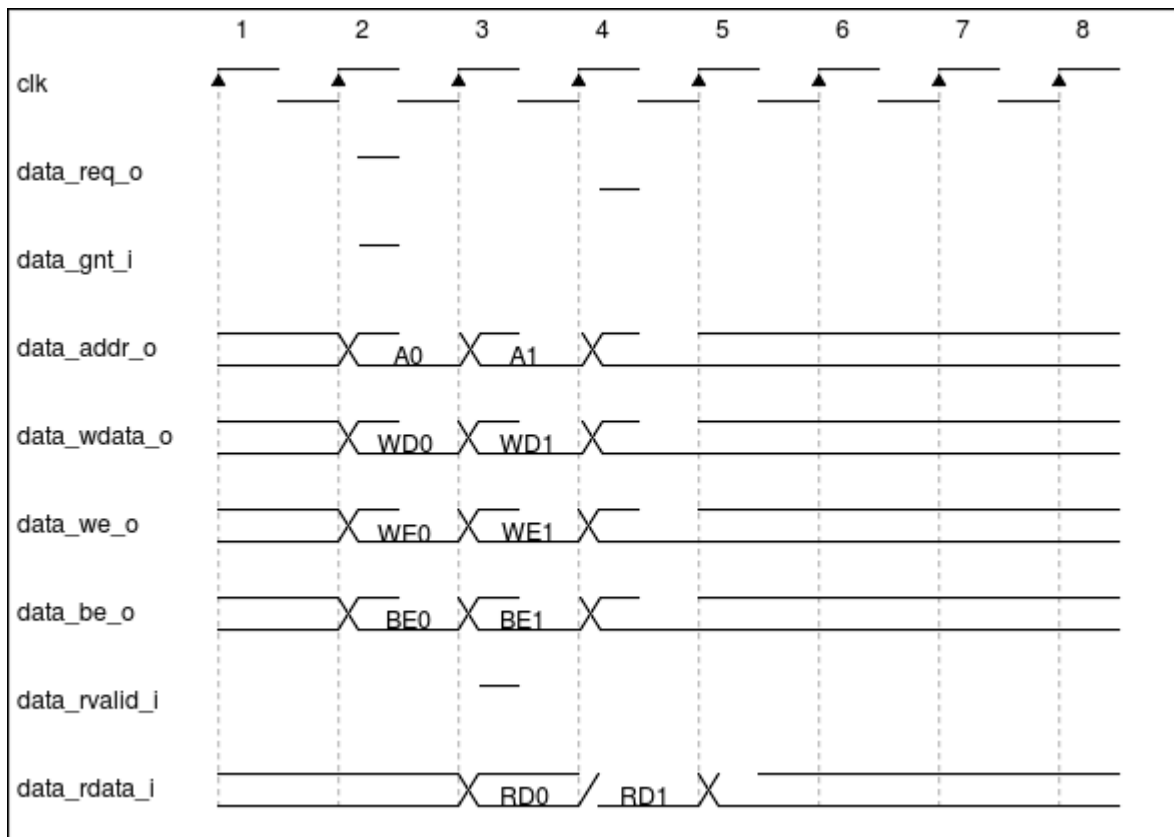 1 2 3 4 5 6 7 8
clk
data_req_o
data_gnt_i
data_addr_o A0 A1
data_wdata_o WD0 WD1
data_we_o WE0 WE1
data_be_o BE0 BE1
data_rvalid_i
data_rdata_i RD0 RD1